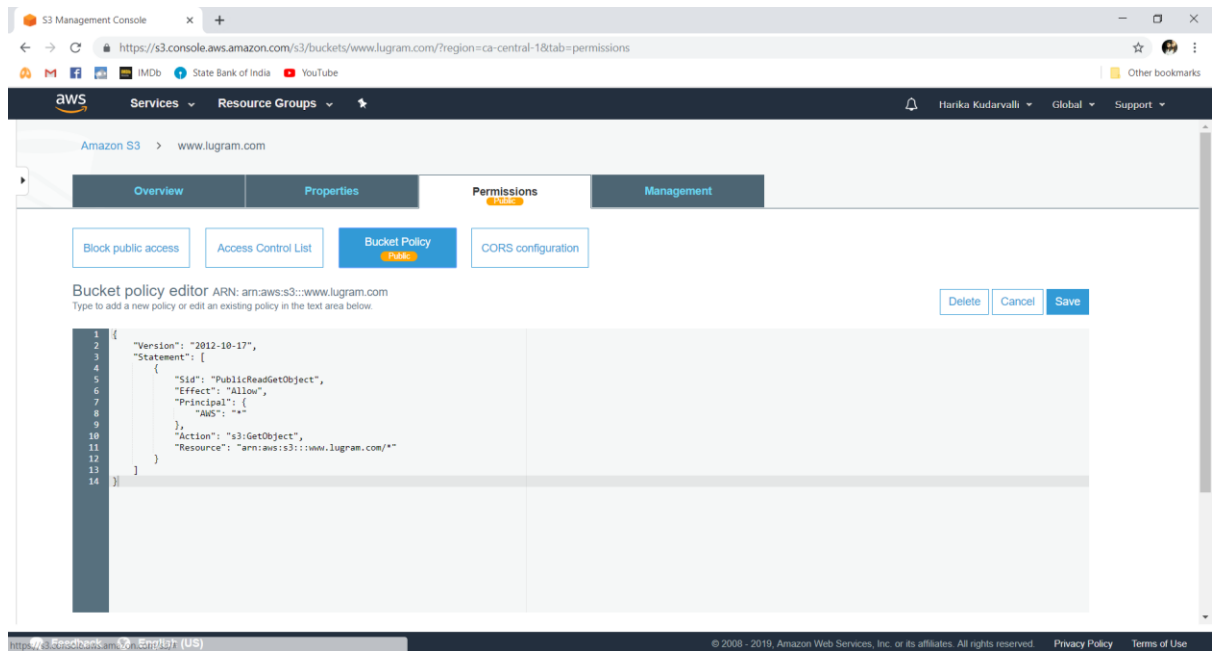 S3 Management Console
https://s3.console.aws.amazon.com/s3/buckets/www.lugram.com/?region=ca-central-1&tab=permissions
IMDb State Bank of India YouTube Other bookmarks
aws Services Resource Groups Harika Kudarvalli Global Support
Amazon S3 > www.lugram.com
Overview Properties Permissions Management
Public
Block public access Access Control List Bucket Policy CORS configuration
Public
Bucket policy editor ARN: arn:aws:s3:::www.lugram.com
Type to add a new policy or edit an existing policy in the text area below.
Delete Cancel Save
1 {
2 "Version": "2012-10-17",
3 "Statement": [
4 {
5 "Sid": "PublicReadGetObject",
6 "Effect": "Allow",
7 "Principal": {
8 "AWS": "*"
9 },
10 "Action": "s3:GetObject",
11 "Resource": "arn:aws:s3:::www.lugram.com/*"
12 }
13 ]
14 }
Feedback English (US) © 2008 - 2019, Amazon Web Services, Inc. or its affiliates. All rights reserved. Privacy Policy Terms of Use